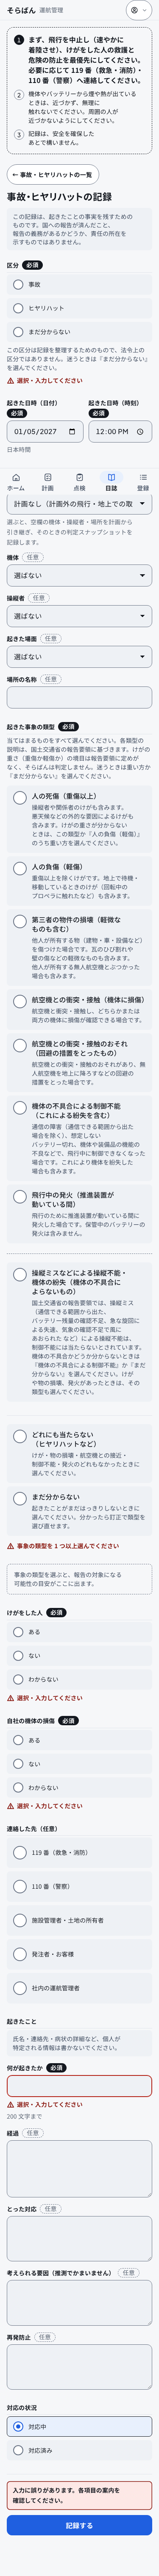 そらばん 運航管理
1 まず、飛行を中止し（速やかに
着陸させ）、けがをした人の救護と
危険の防止を最優先にしてください。
必要に応じて 119 番（救急・消防）・
110 番（警察）へ連絡してください。
2 機体やバッテリーから煙や熱が出ている
ときは、近づかず、無理に
触れないでください。周囲の人が
近づかないようにしてください。
3 記録は、安全を確保した
あとで構いません。
← 事故・ヒヤリハットの一覧
事故・ヒヤリハットの記録
この記録は、起きたことの事実を残すための
ものです。国への報告が済んだこと、
報告の義務があるかどうか、責任の所在を
示すものではありません。
区分 必須
事故
ヒヤリハット
まだ分からない
この区分は記録を整理するためのもので、法令上の
区分ではありません。迷うときは『まだ分からない』
を選んでください。
選択・入力してください
起きた日時（日付）
必須
01/05/2027
起きた日時（時刻）
必須
12:00 PM
日本時間
ホーム
計画
点検
日誌
登録
計画なし（計画外の飛行・地上での取
選ぶと、空機の機体・操縦者・場所を計画から
引き継ぎ、そのときの判定スナップショットを
記録します。
機体 任意
選ばない
操縦者 任意
選ばない
起きた場面 任意
選ばない
場所の名称 任意
起きた事象の類型 必須
当てはまるものをすべて選んでください。各類型の
説明は、国土交通省の報告要領に基づきます。けがの
重さ（重傷か軽傷か）の項目は報告要領に定めが
なく、そらばんは判定しません。迷うときは重い方か
『まだ分からない』を選んでください。
人の死傷（重傷以上）
操縦者や関係者のけがも含みます。
悪天候などの外的な要因によるけがも
含みます。けがの重さが分からない
ときは、この類型か『人の負傷（軽傷）』
のうち重い方を選んでください。
人の負傷（軽傷）
重傷以上を除くけがです。地上で待機・
移動しているときのけが（回転中の
プロペラに触れたなど）も含みます。
第三者の物件の損壊（軽微な
ものも含む）
他人が所有する物（建物・車・設備など）
を傷つけた場合です。瓦のひび割れや
壁の傷などの軽微なものも含みます。
他人が所有する無人航空機とぶつかった
場合も含みます。
航空機との衝突・接触（機体に損傷）
航空機と衝突・接触し、どちらかまたは
両方の機体に損傷が確認できる場合です。
航空機との衝突・接触のおそれ
（回避の措置をとったもの）
航空機との衝突・接触のおそれがあり、無
人航空機を地上に降ろすなどの回避の
措置をとった場合です。
機体の不具合による制御不能
（これによる紛失を含む）
通信の障害（通信できる範囲から出た
場合を除く）、想定しない
バッテリー切れ、機体や装備品の機能の
不良などで、飛行中に制御できなくなった
場合です。これにより機体を紛失した
場合も含みます。
飛行中の発火（推進装置が
動いている間）
飛行のために推進装置が動いている間に
発火した場合です。保管中のバッテリーの
発火は含みません。
操縦ミスなどによる操縦不能・
機体の紛失（機体の不具合に
よらないもの）
国土交通省の報告要領では、操縦ミス
（通信できる範囲から出た、
バッテリー残量の確認不足、急な旋回に
よる失速、気象の確認不足で風に
あおられた など）による操縦不能は、
制御不能には当たらないとされています。
機体の不具合かどうか分からないときは
『機体の不具合による制御不能』か『まだ
分からない』を選んでください。けが
や物の損壊、発火があったときは、その
類型も選んでください。
どれにも当たらない
（ヒヤリハットなど）
けが・物の損壊・航空機との接近・
制御不能・発火のどれもなかったときに
選んでください。
まだ分からない
起きたことがまだはっきりしないときに
選んでください。分かったら訂正で類型を
選び直せます。
事象の類型を 1 つ以上選んでください
事象の類型を選ぶと、報告の対象になる
可能性の目安がここに出ます。
けがをした人 必須
ある
ない
わからない
選択・入力してください
自社の機体の損傷 必須
ある
ない
わからない
選択・入力してください
連絡した先（任意）
119 番（救急・消防）
110 番（警察）
施設管理者・土地の所有者
発注者・お客様
社内の運航管理者
起きたこと
氏名・連絡先・病状の詳細など、個人が
特定される情報は書かないでください。
何が起きたか 必須
選択・入力してください
200 文字まで
経過 任意
とった対応 任意
考えられる要因（推測でかまいません） 任意
再発防止 任意
対応の状況
対応中
対応済み
入力に誤りがあります。各項目の案内を
確認してください。
記録する